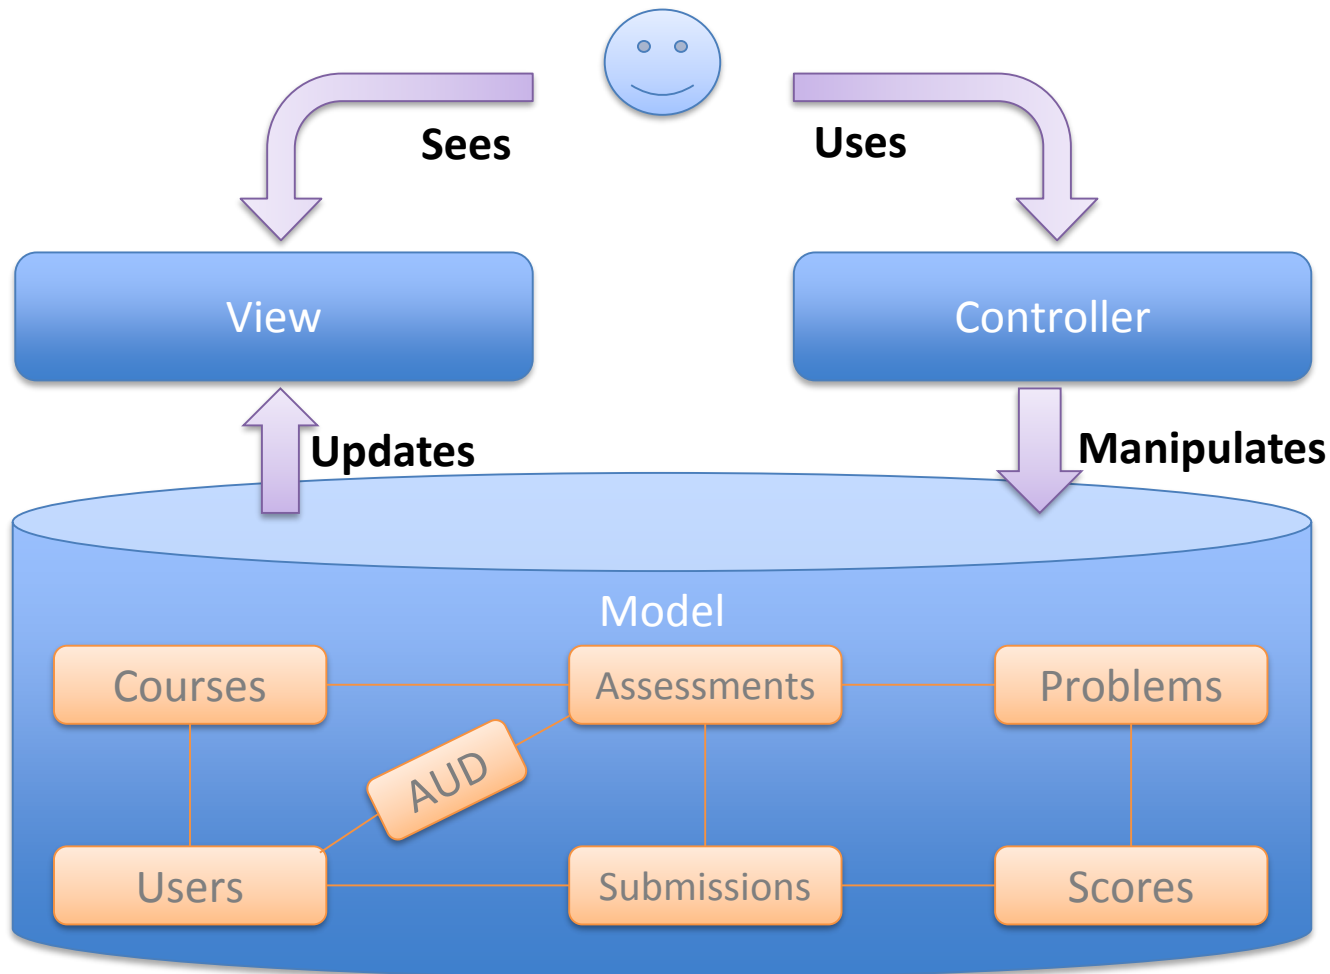 Sees
Uses
View
Controller
Updates
Manipulates
Model
Courses
Assessments
Problems
AUD
Users
Submissions
Scores